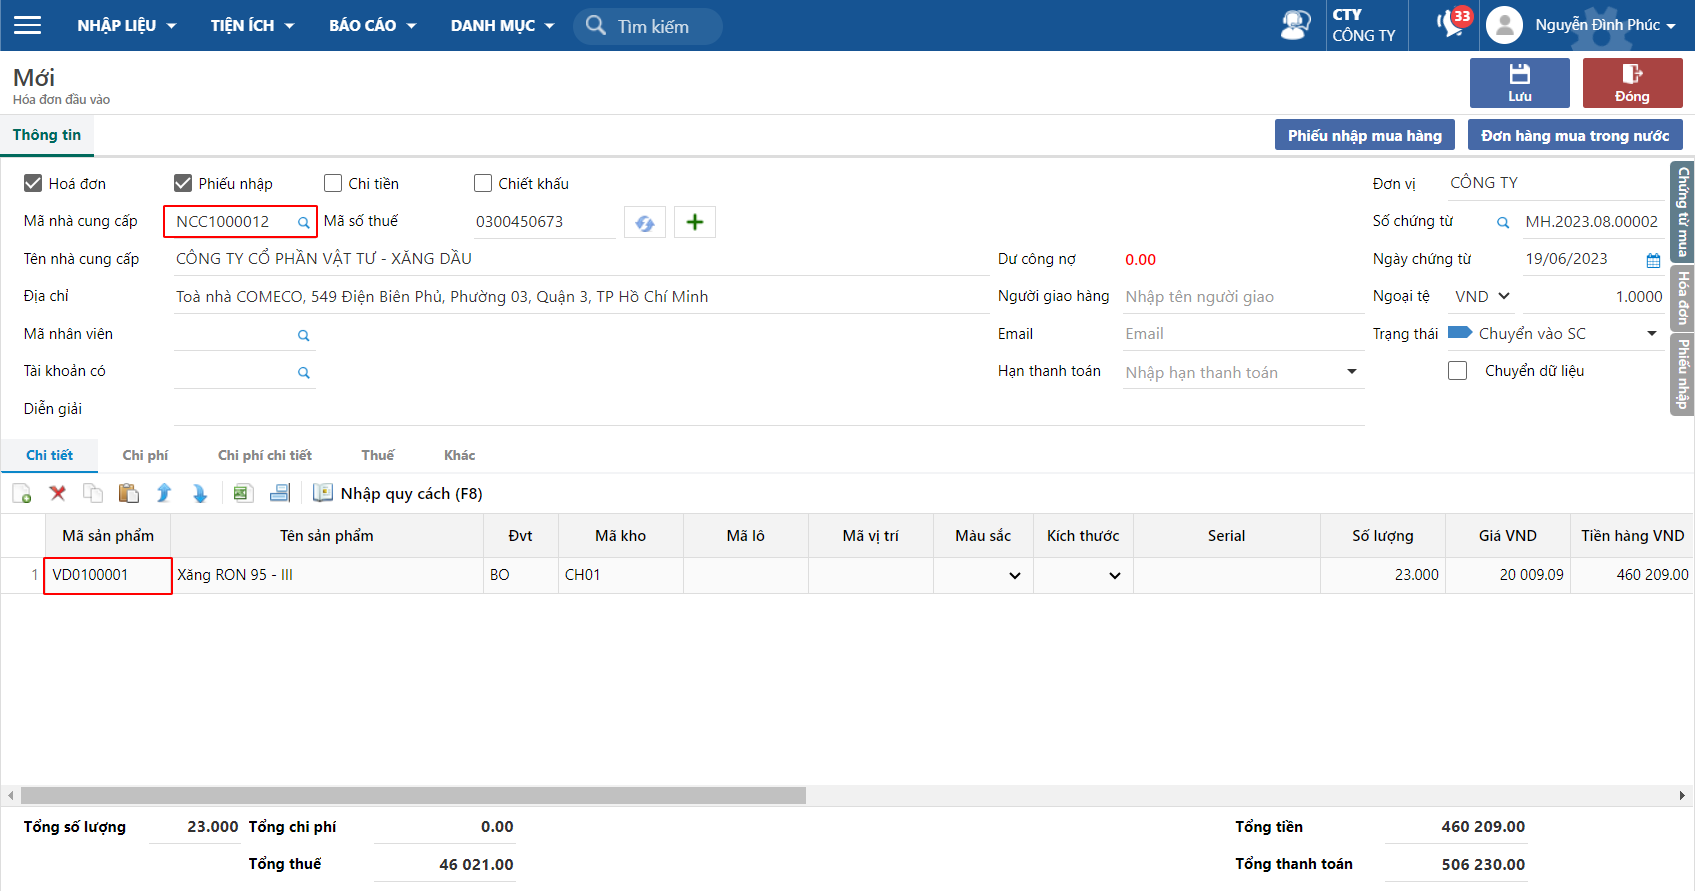 NHẬP LIỆU TIỆN ÍCH BÁO CÁO DANH MỤC Tìm kiếm CTY CÔNG TY 33 Nguyễn Đình Phúc
Mới
Hóa đơn đầu vào
Lưu Đóng
Thông tin Phiếu nhập mua hàng Đơn hàng mua trong nước
Hoá đơn Phiếu nhập Chi tiền Chiết khấu Đơn vị CÔNG TY
Mã nhà cung cấp NCC1000012 Mã số thuế 0300450673 Số chứng từ MH.2023.08.00002
Tên nhà cung cấp CÔNG TY CỔ PHẦN VẬT TƯ - XĂNG DẦU Dư công nợ 0.00 Ngày chứng từ 19/06/2023
Địa chỉ Toà nhà COMECO, 549 Điện Biên Phủ, Phường 03, Quận 3, TP Hồ Chí Minh Người giao hàng Nhập tên người giao Ngoại tệ VND 1.0000
Mã nhân viên Email Email Trạng thái Chuyển vào SC
Tài khoản có Hạn thanh toán Nhập hạn thanh toán Chuyển dữ liệu
Diễn giải
Chứng từ mua
Hóa đơn
Phiếu nhập
Chi tiết Chi phí Chi phí chi tiết Thuế Khác
Nhập quy cách (F8)
Mã sản phẩm Tên sản phẩm Đvt Mã kho Mã lô Mã vị trí Màu sắc Kích thước Serial Số lượng Giá VND Tiền hàng VND
1 VD0100001 Xăng RON 95 - III BO CH01 23.000 20 009.09 460 209.00
Tổng số lượng 23.000 Tổng chi phí 0.00 Tổng tiền 460 209.00
Tổng thuế 46 021.00 Tổng thanh toán 506 230.00